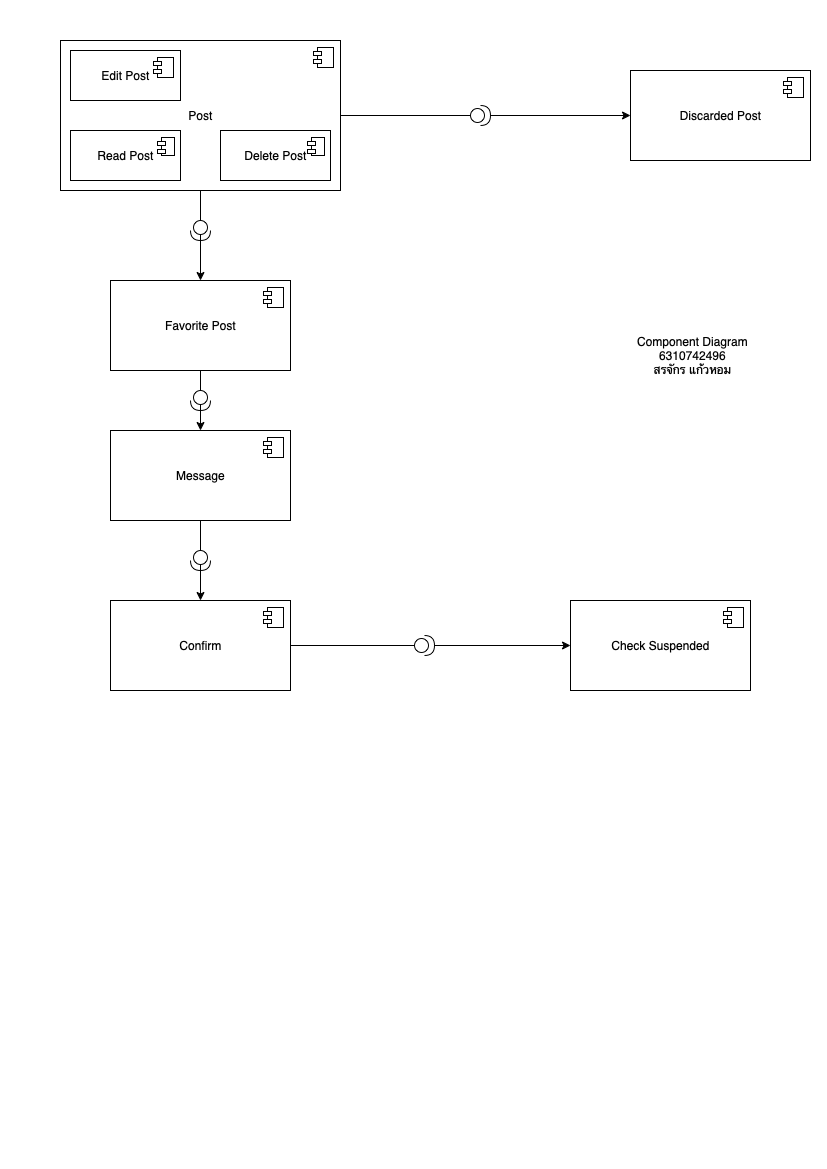 Edit Post
Post
Discarded Post
Read Post
Delete Post
Favorite Post
Component Diagram
6310742496
สรจักร แก้วหอม
Message
Confirm
Check Suspended